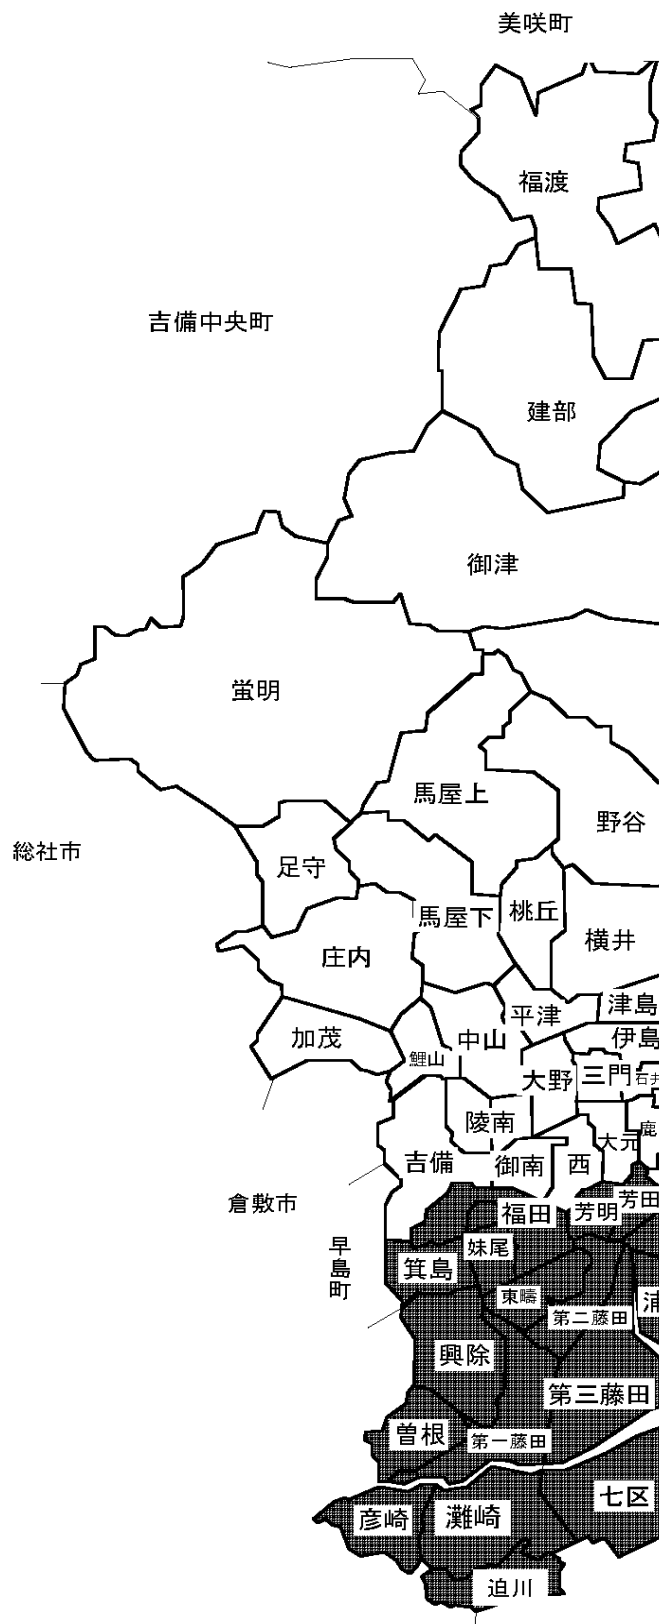 美咲町
福渡
吉備中央町
建部
御津
蛍明
馬屋上
野谷
総社市
足守
桃丘
馬屋下
横井
庄内
津島
平津
加茂
中山
伊島
鯉山
大野
三門
石井
陵南
鹿
大元
吉備
御南
西
倉敷市
芳田
福田
芳明
早島町
妹尾
箕島
東疇
浦
第二藤田
興除
第三藤田
曽根
第一藤田
七区
彦崎
灘崎
迫川